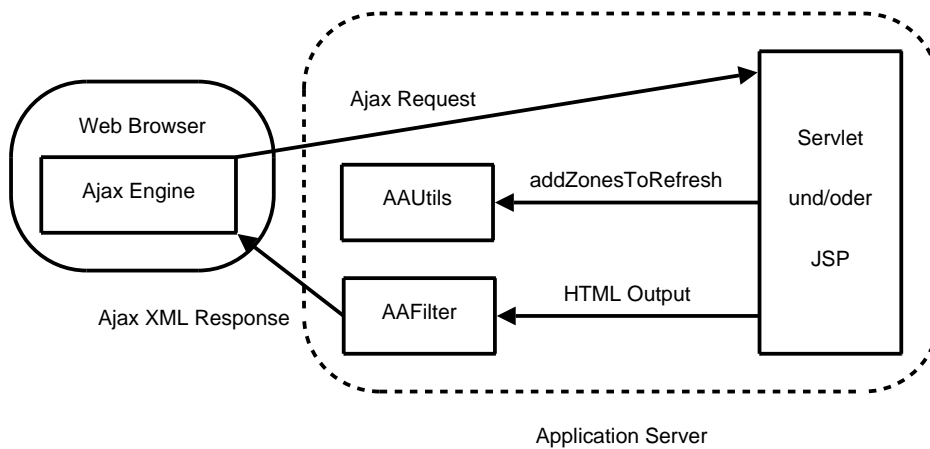 Ajax Request
Web Browser
Ajax Engine
Servlet
und/oder
JSP
addZonesToRefresh
AAUtils
HTML Output
AAFilter
Ajax XML Response
Application Server